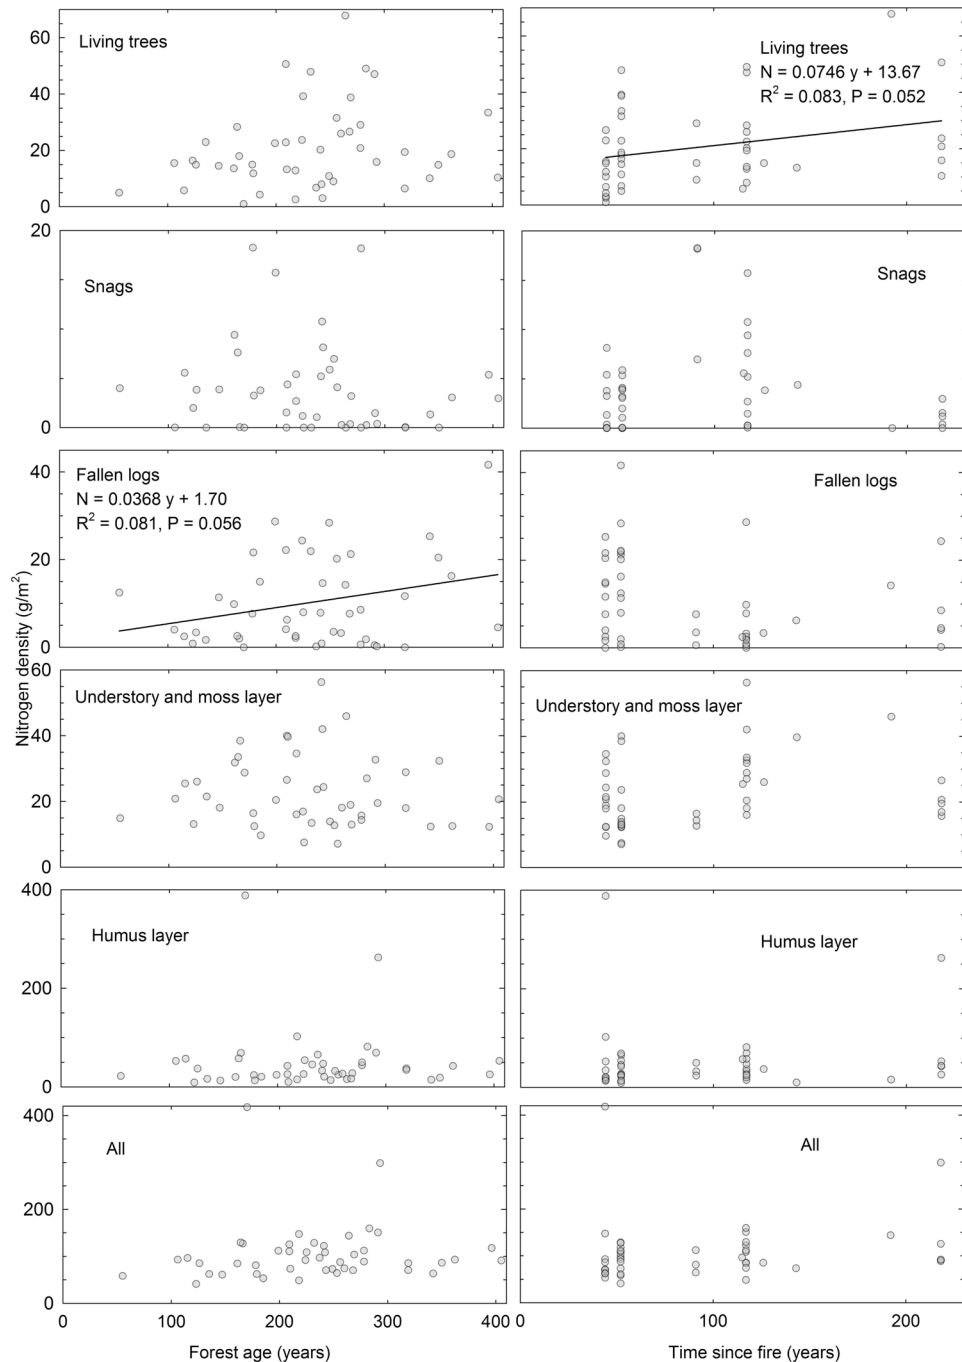 Living trees
60
40
20
0
Living trees
N = 0.0746 y + 13.67
R² = 0.083, P = 0.052
20
Snags
10
0
Snags
Fallen logs
N = 0.0368 y + 1.70
R² = 0.081, P = 0.056
40
20
0
Fallen logs
Nitrogen density (g/m²)
60
Understory and moss layer
40
20
0
Understory and moss layer
400
Humus layer
200
0
Humus layer
400
All
200
0
All
0 100 200 300 400
0 100 200
Forest age (years)
Time since fire (years)